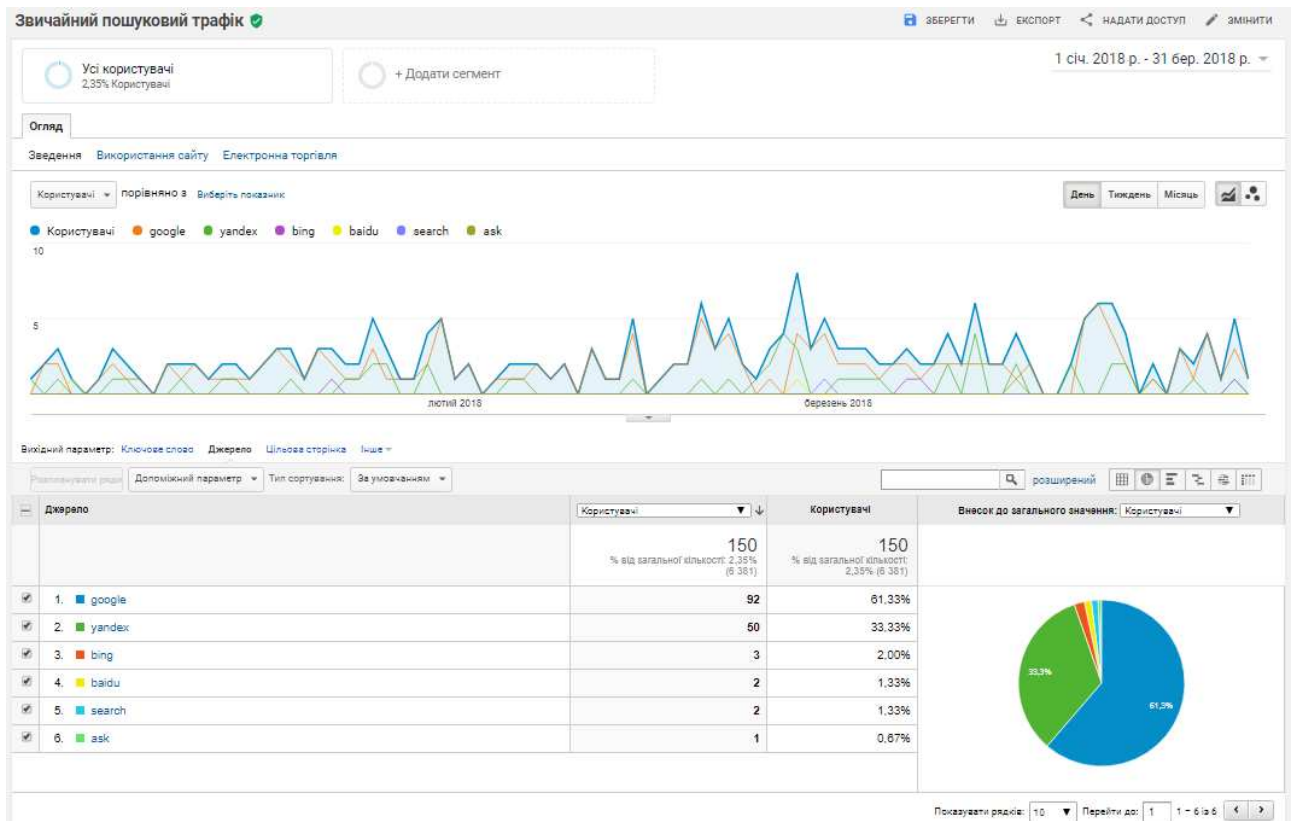 Звичайний пошуковий трафік
ЗБЕРЕГТИ ЕКСПОРТ НАДАТИ ДОСТУП ЗМІНИТИ
Усі користувачі
2,35% Користувачі
+ Додати сегмент
1 січ. 2018 р. - 31 бер. 2018 р.
Огляд
Зведення Використання сайту Електронна торгівля
Користувачі порівняно з Виберіть показник
День Тиждень Місяць
Користувачі google yandex bing baidu search ask
10
5
лютий 2018 березень 2018
Вихідний параметр: Ключове слово Джерело Цільова сторінка Інше
Розпланувати ряди Допоміжний параметр Тип сортування: За умовчанням розширений
Джерело Користувачі Користувачі Внесок до загального значення: Користувачі
150 150
% від загальної кількості: 2,35% (6 381) % від загальної кількості: 2,35% (6 381)
1. google 92 61,33%
2. yandex 50 33,33%
3. bing 3 2,00%
4. baidu 2 1,33%
5. search 2 1,33%
6. ask 1 0,67%
33,3%
61,3%
Показувати рядків: 10 Перейти до: 1 1 – 6 із 6